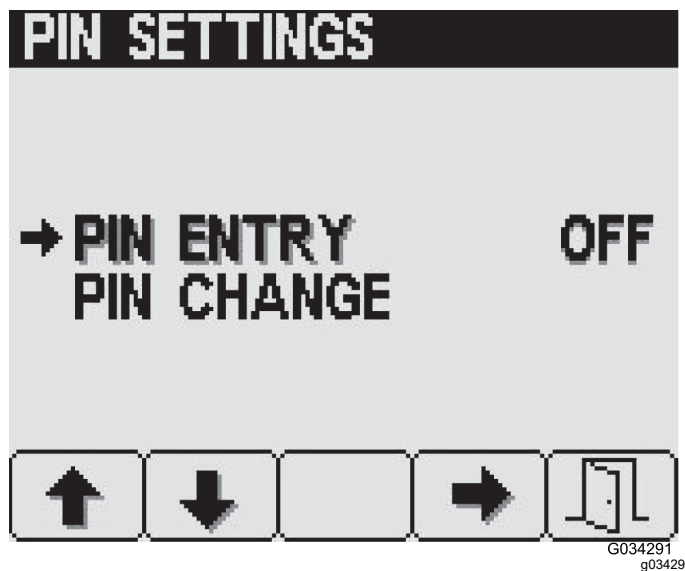 PIN SETTINGS
PIN ENTRY OFF
PIN CHANGE
G034291
g03429